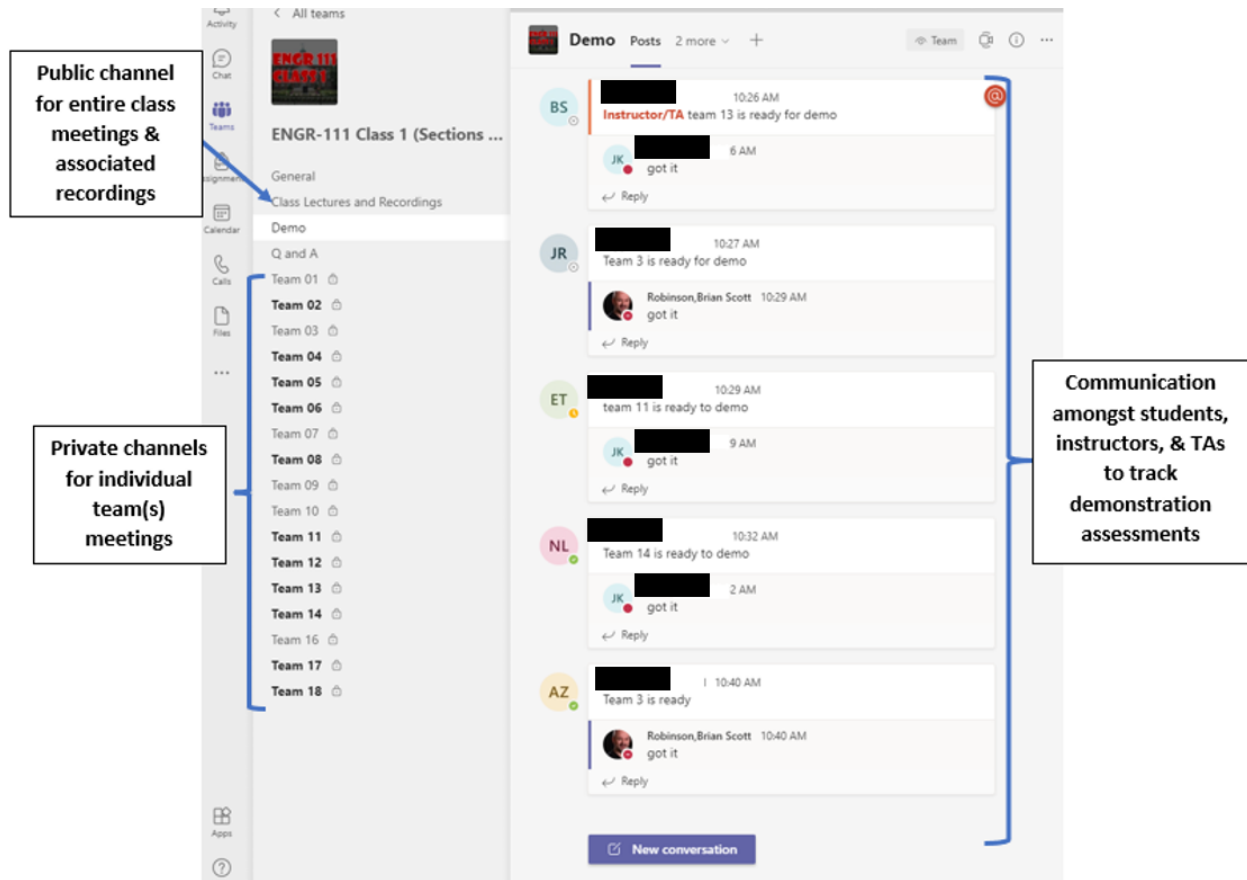 Public channel
for entire class
meetings &
associated
recordings
Private channels
for individual
team(s)
meetings
Activity
Chat
Teams
ssignmen
Calendar
Calls
Files
...
Apps
All teams
ENGR 111
CLASS 1
ENGR-111 Class 1 (Sections ...
General
Class Lectures and Recordings
Demo
Q and A
Team 01
Team 02
Team 03
Team 04
Team 05
Team 06
Team 07
Team 08
Team 09
Team 10
Team 11
Team 12
Team 13
Team 14
Team 16
Team 17
Team 18
Demo Posts 2 more + Team ...
BS
10:26 AM
@
Instructor/TA team 13 is ready for demo
JK
6 AM
got it
Reply
JR
10:27 AM
Team 3 is ready for demo
Robinson,Brian Scott 10:29 AM
got it
Reply
ET
10:29 AM
team 11 is ready to demo
JK
9 AM
got it
Reply
NL
10:32 AM
Team 14 is ready to demo
JK
2 AM
got it
Reply
AZ
10:40 AM
Team 3 is ready
Robinson,Brian Scott 10:40 AM
got it
Reply
New conversation
Communication
amongst students,
instructors, & TAs
to track
demonstration
assessments